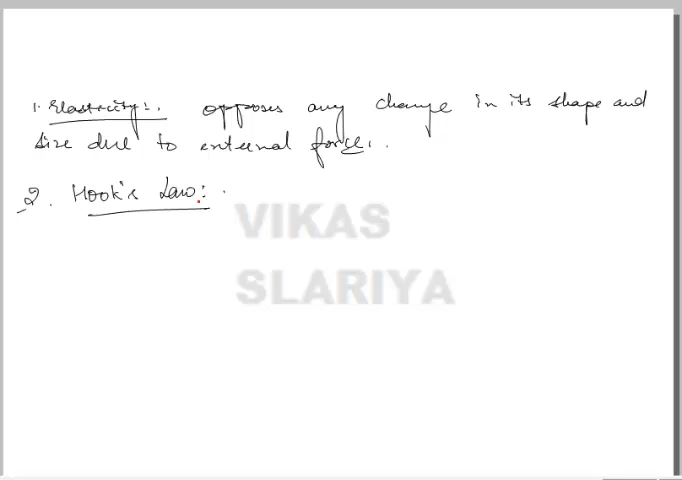 1. Elasticity:. opposes any change in its shape and
size due to external force.
2. Hook's Law:
VIKAS
SLARIYA